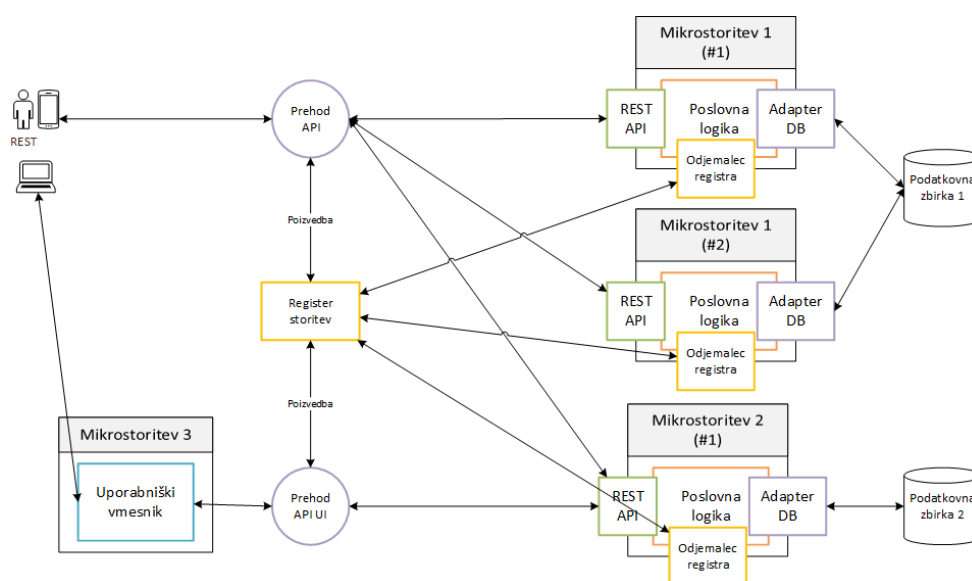 REST
Prehod
API
Mikrostoritev 1
(#1)
REST
API
Poslovna
logika
Adapter
DB
Odjemalec
registra
Podatkovna
zbirka 1
Poizvedba
Mikrostoritev 1
(#2)
REST
API
Poslovna
logika
Adapter
DB
Odjemalec
registra
Register
storitev
Poizvedba
Mikrostoritev 3
Uporabniški
vmesnik
Prehod
API UI
Mikrostoritev 2
(#1)
REST
API
Poslovna
logika
Adapter
DB
Odjemalec
registra
Podatkovna
zbirka 2